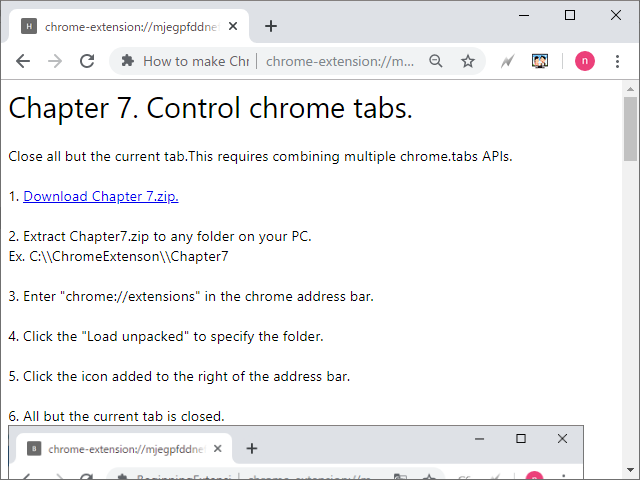 H chrome-extension://mjegpfddnef
How to make Chr chrome-extension://m...
n
Chapter 7. Control chrome tabs.
Close all but the current tab.This requires combining multiple chrome.tabs APIs.
1. Download Chapter 7.zip.
2. Extract Chapter7.zip to any folder on your PC.
Ex. C:\\ChromeExtenson\\Chapter7
3. Enter "chrome://extensions" in the chrome address bar.
4. Click the "Load unpacked" to specify the folder.
5. Click the icon added to the right of the address bar.
6. All but the current tab is closed.
B chrome-extension://mjegpfddnef
BeginningExtensi chrome-extension://m...